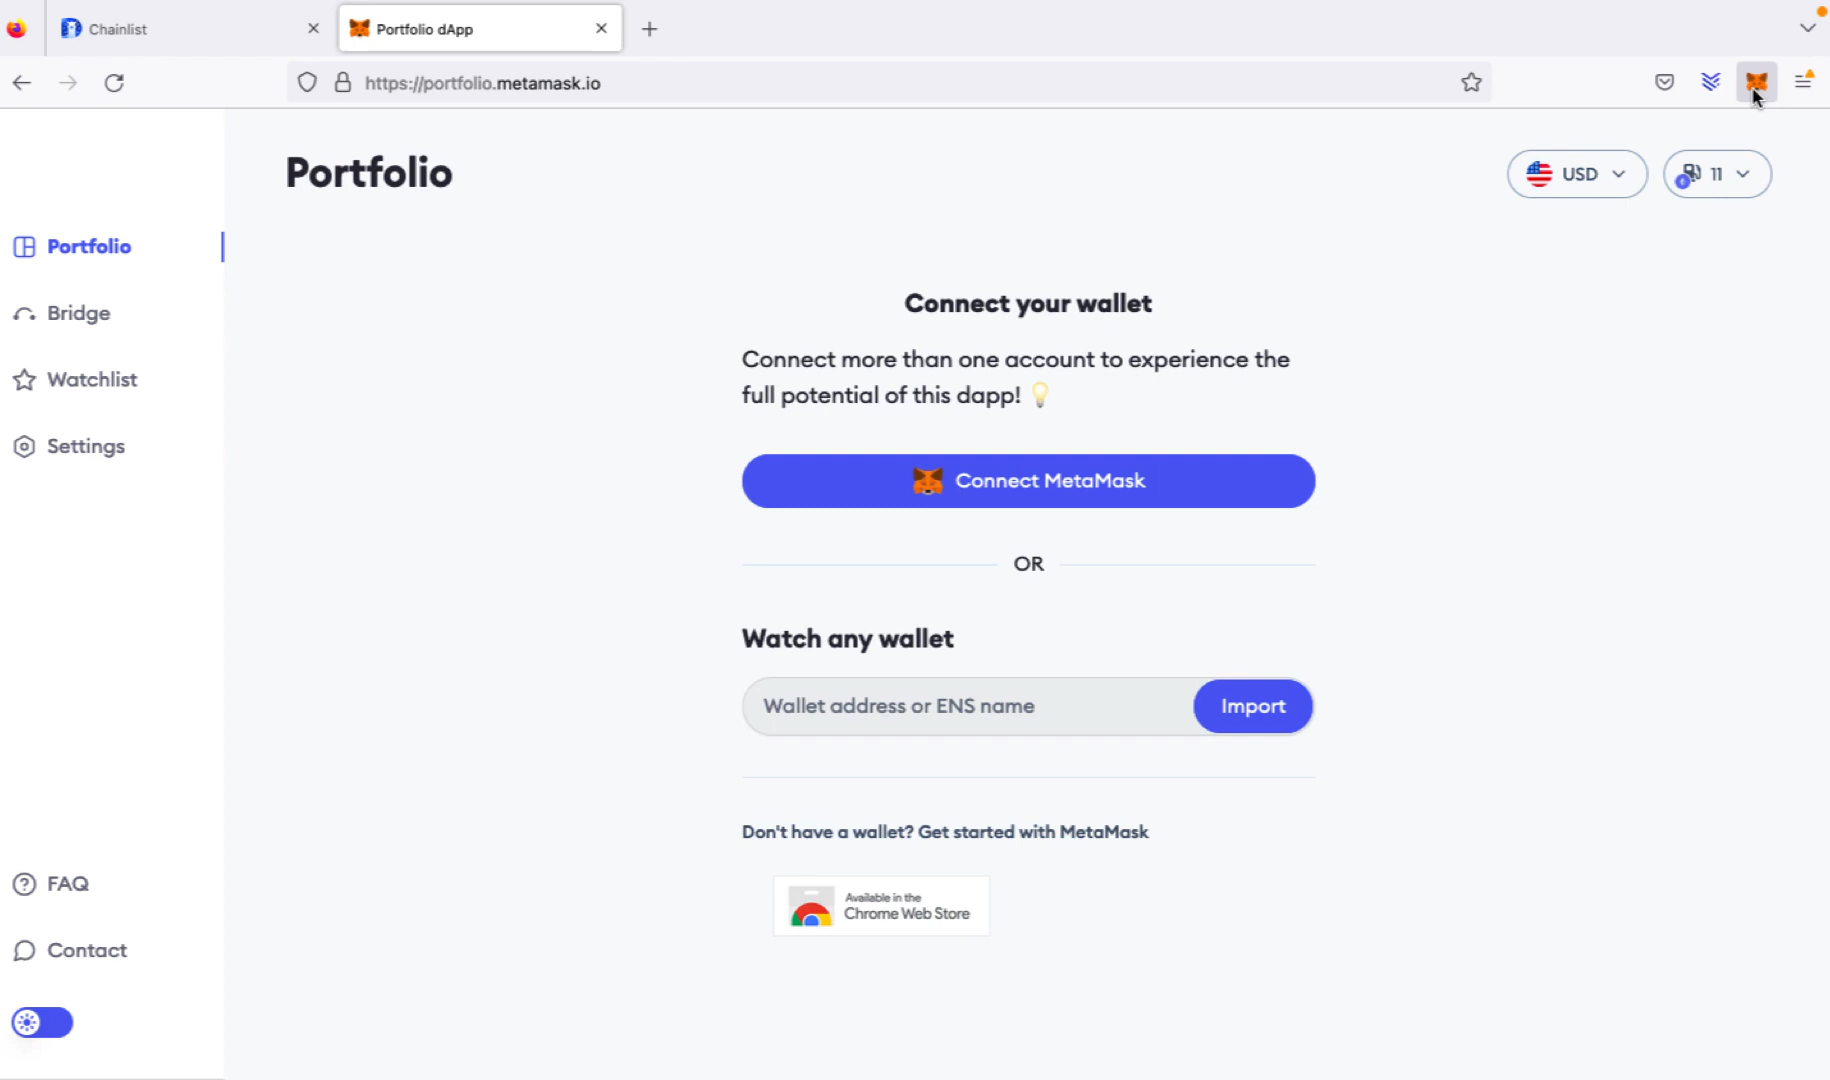 Chainlist
Portfolio dApp
https://portfolio.metamask.io
Portfolio
USD
11
Portfolio
Bridge
Watchlist
Settings
Connect your wallet
Connect more than one account to experience the
full potential of this dapp! 💡
Connect MetaMask
OR
Watch any wallet
Wallet address or ENS name
Import
Don't have a wallet? Get started with MetaMask
Available in the
Chrome Web Store
FAQ
Contact